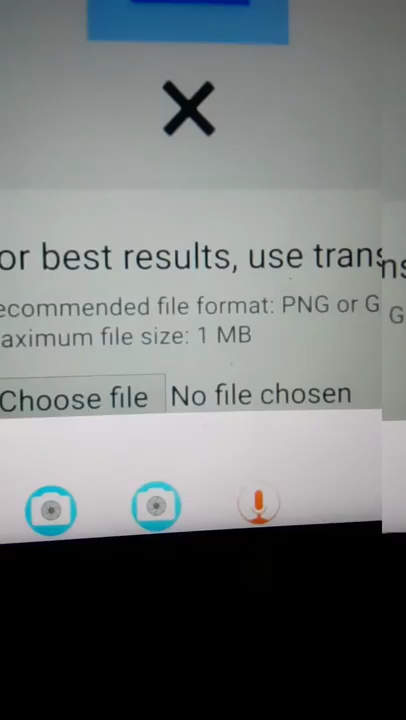 or best results, use trans
ecommended file format: PNG or G
aximum file size: 1 MB
Choose file No file chosen
ns
G